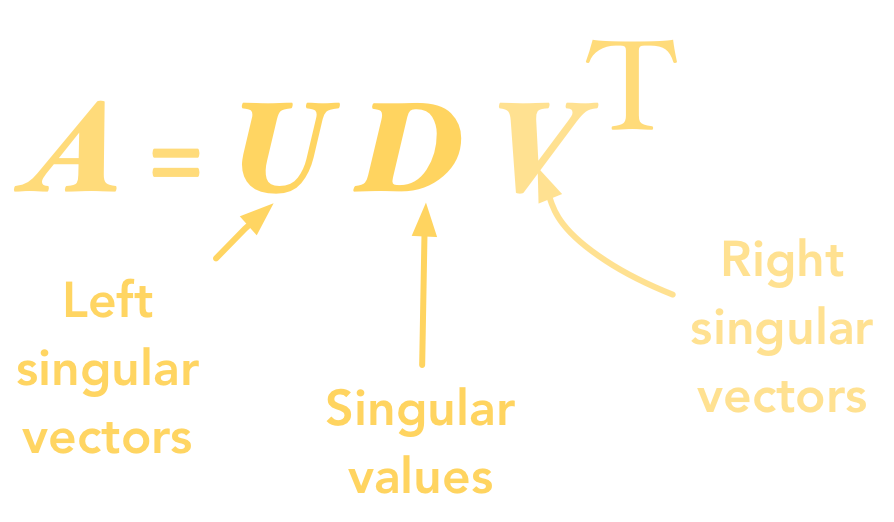 A = U D V^T
Left
singular
vectors
Singular
values
Right
singular
vectors